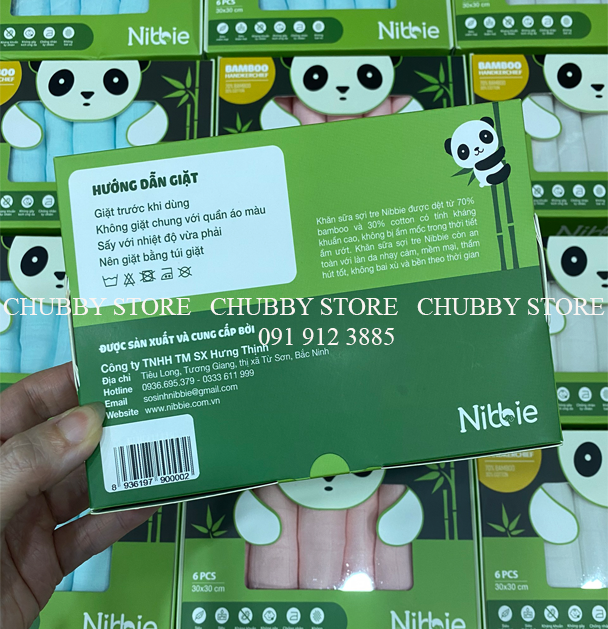 6 PCS
30x30 cm
Nibbie
BAMBOO
HANDKERCHIEF
BAMBOO
HANDKERCHIEF
HƯỚNG DẪN GIẶT
Giặt trước khi dùng
Không giặt chung với quần áo màu
Sấy với nhiệt độ vừa phải
Nên giặt bằng túi giặt
Khăn sữa sợi tre Nibbie được dệt từ 70%
bamboo và 30% cotton có tính kháng
khuẩn cao, không bị ẩm mốc trong thời tiết
ẩm ướt. Khăn sữa sợi tre Nibbie còn an
toàn với làn da nhạy cảm, mềm mại, thấm
hút tốt, không bai xù và bền theo thời gian
CHUBBY STORE CHUBBY STORE CHUBBY STORE
091 912 3885
ĐƯỢC SẢN XUẤT VÀ CUNG CẤP BỞI
Công ty TNHH TM SX Hưng Thịnh
Địa chỉ Tiêu Long, Tương Giang, thị xã Từ Sơn, Bắc Ninh
Hotline 0936.695.379 - 0333 611 999
Email sosinhnibbie@gmail.com
Website www.nibbie.com.vn
Nibbie
8 936197 900002
70% BAMBOO
6 PCS
30x30 cm
6 PCS
30x30 cm
Nibbie
Nibbie
Nibbie